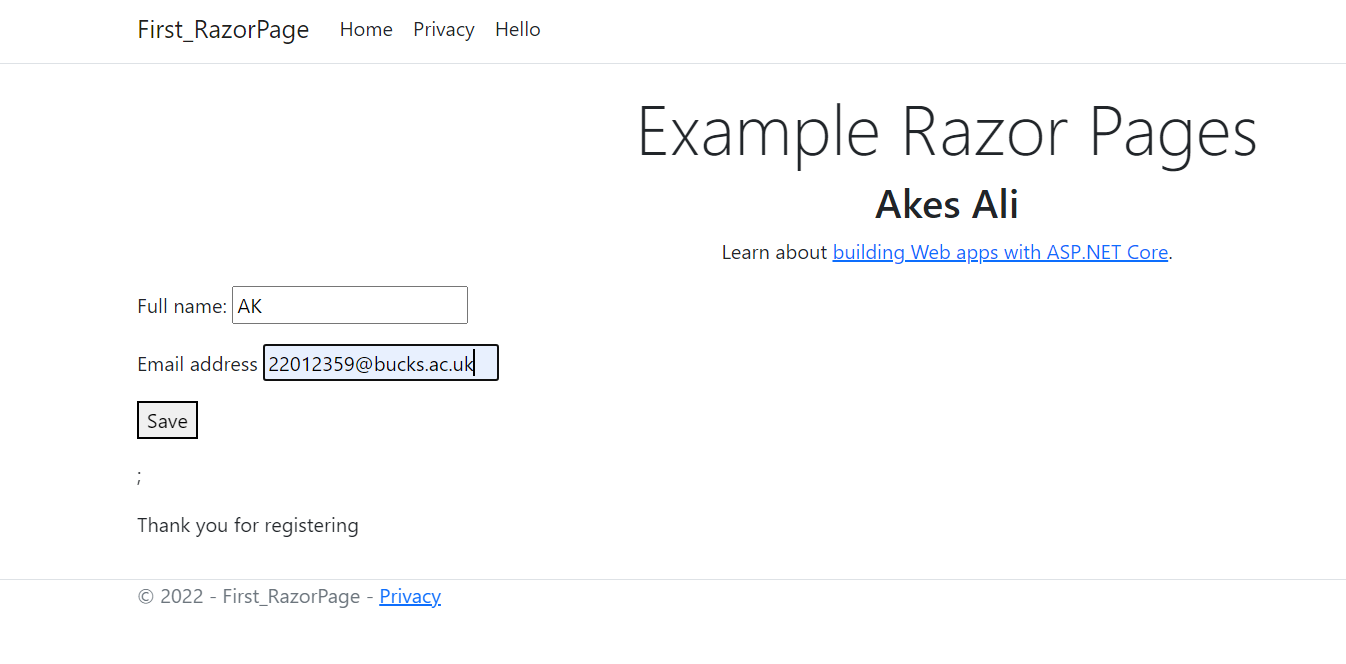 First_RazorPage Home Privacy Hello
Example Razor Pages
Akes Ali
Learn about building Web apps with ASP.NET Core.
Full name: AK
Email address 22012359@bucks.ac.uk
Save
;
Thank you for registering
© 2022 - First_RazorPage - Privacy